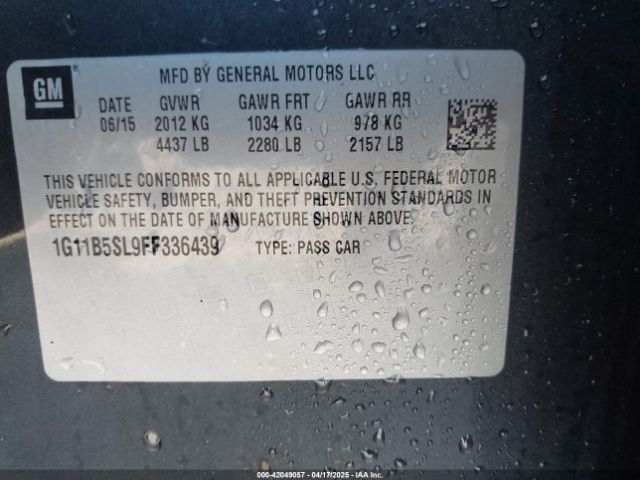 GM
MFD BY GENERAL MOTORS LLC
DATE GVWR GAWR FRT GAWR RR
06/15 2012 KG 1034 KG 978 KG
4437 LB 2280 LB 2157 LB
THIS VEHICLE CONFORMS TO ALL APPLICABLE U.S. FEDERAL MOTOR
VEHICLE SAFETY, BUMPER, AND THEFT PREVENTION STANDARDS IN
EFFECT ON THE DATE OF MANUFACTURE SHOWN ABOVE.
1G11B5SL9FF336439 TYPE: PASS CAR
000-42049057 - 04/17/2025 - IAAI.COM